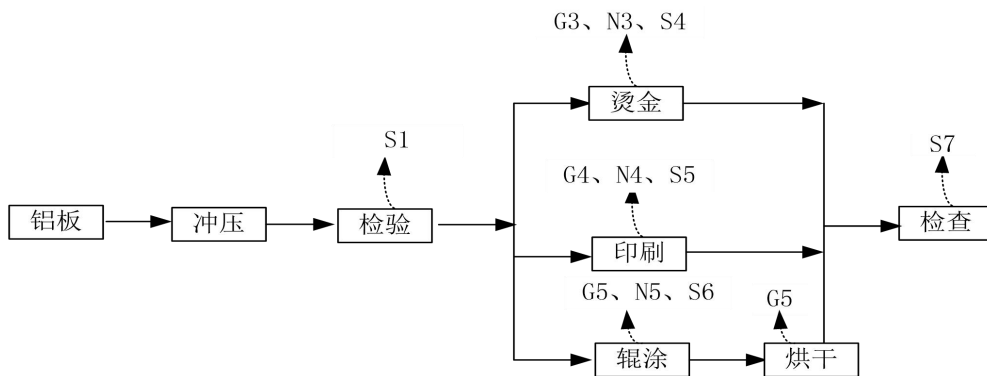 G3、N3、S4
烫金
S1
S7
G4、N4、S5
铝板
冲压
检验
检查
印刷
G5、N5、S6
G5
辊涂
烘干